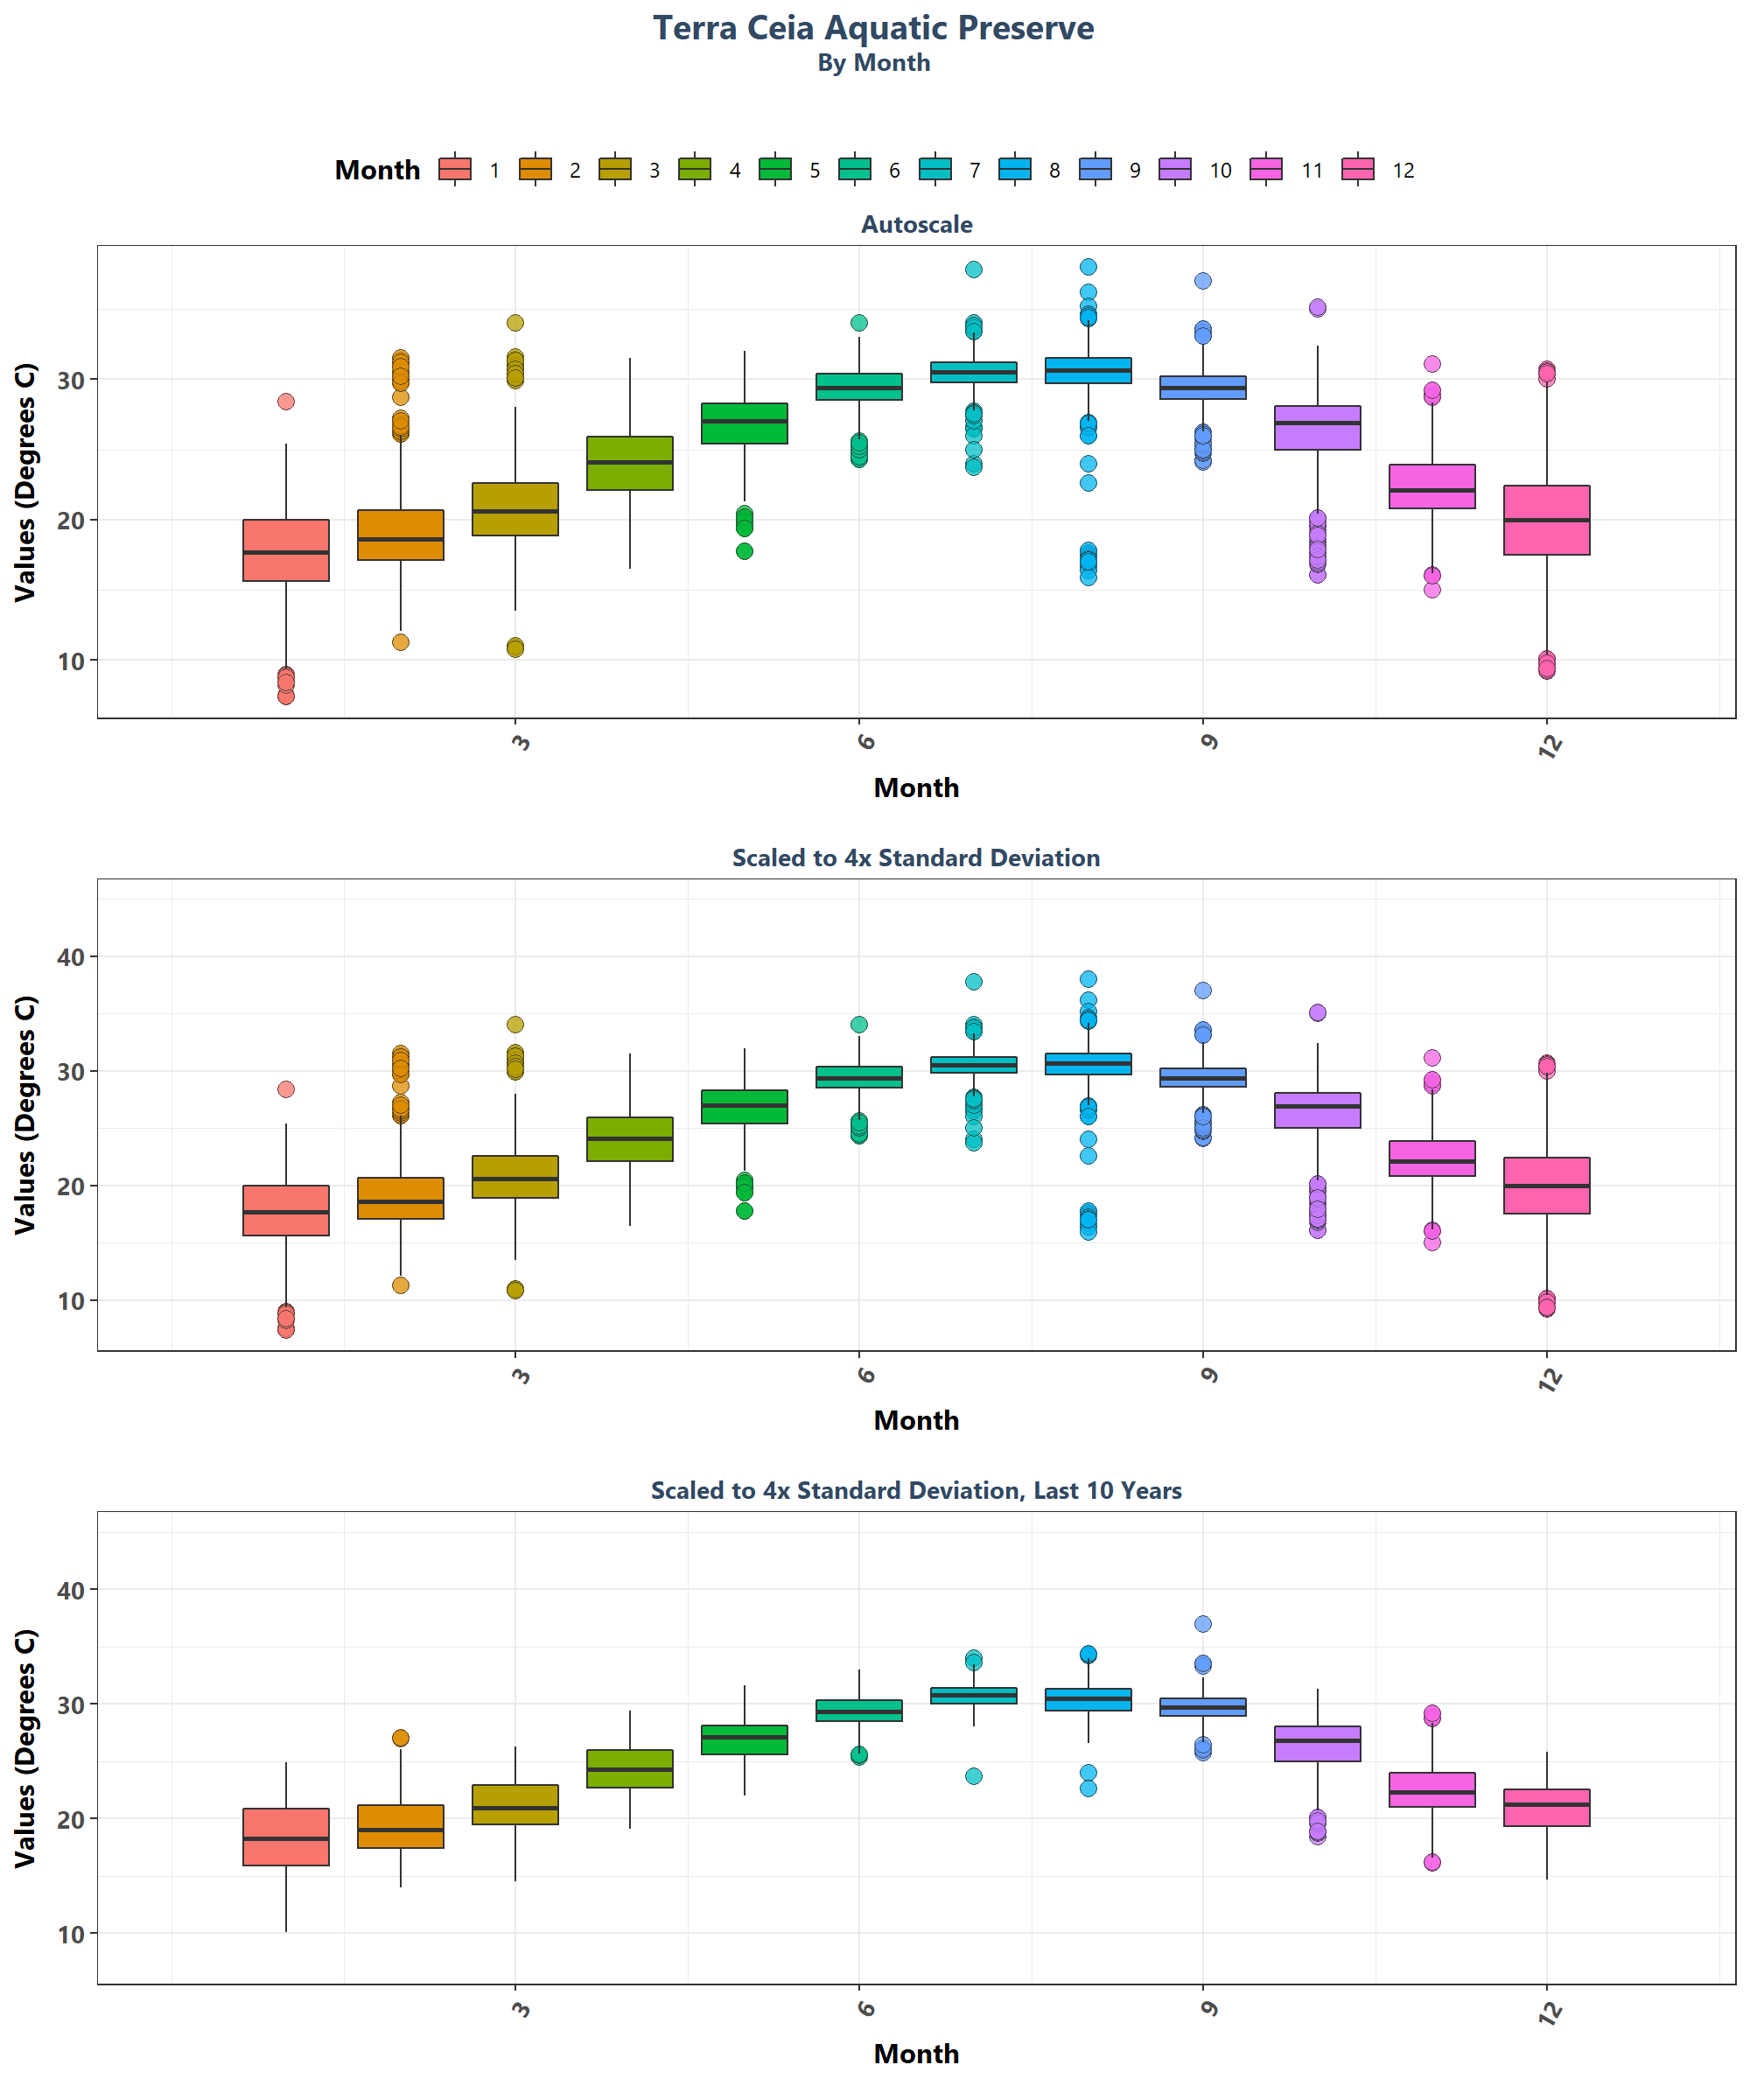 Terra Ceia Aquatic Preserve
By Month
Month 1 2 3 4 5 6 7 8 9 10 11 12
Autoscale
Values (Degrees C)
30
20
10
3 6 9 12
Month
Scaled to 4x Standard Deviation
Values (Degrees C)
40
30
20
10
3 6 9 12
Month
Scaled to 4x Standard Deviation, Last 10 Years
Values (Degrees C)
40
30
20
10
3 6 9 12
Month